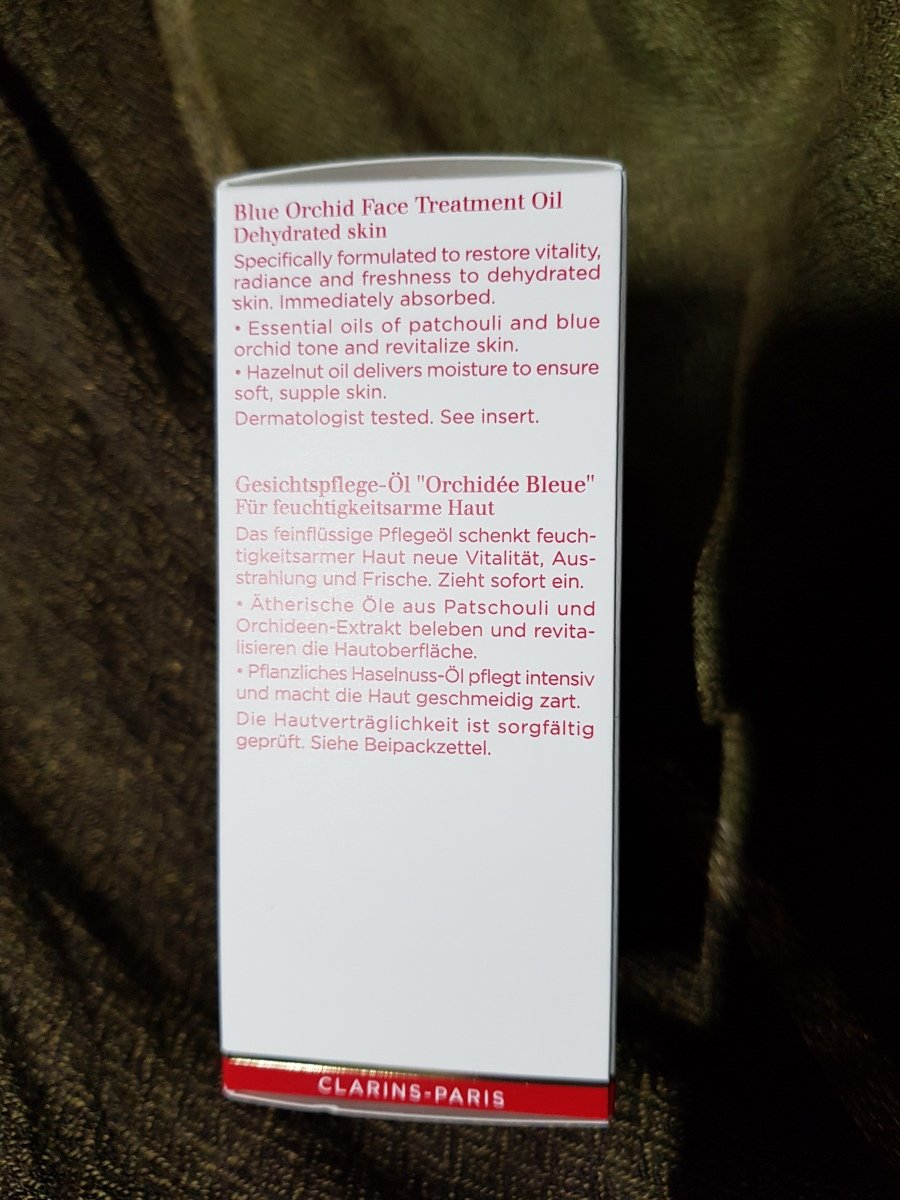 Blue Orchid Face Treatment Oil
Dehydrated skin
Specifically formulated to restore vitality,
radiance and freshness to dehydrated
skin. Immediately absorbed.
• Essential oils of patchouli and blue
orchid tone and revitalize skin.
• Hazelnut oil delivers moisture to ensure
soft, supple skin.
Dermatologist tested. See insert.
Gesichtspflege-Öl "Orchidée Bleue"
Für feuchtigkeitsarme Haut
Das feinflüssige Pflegeöl schenkt feuch-
tigkeitsarmer Haut neue Vitalität, Aus-
strahlung und Frische. Zieht sofort ein.
• Ätherische Öle aus Patschouli und
Orchideen-Extrakt beleben und revita-
lisieren die Hautoberfläche.
• Pflanzliches Haselnuss-Öl pflegt intensiv
und macht die Haut geschmeidig zart.
Die Hautverträglichkeit ist sorgfältig
geprüft. Siehe Beipackzettel.
CLARINS-PARIS